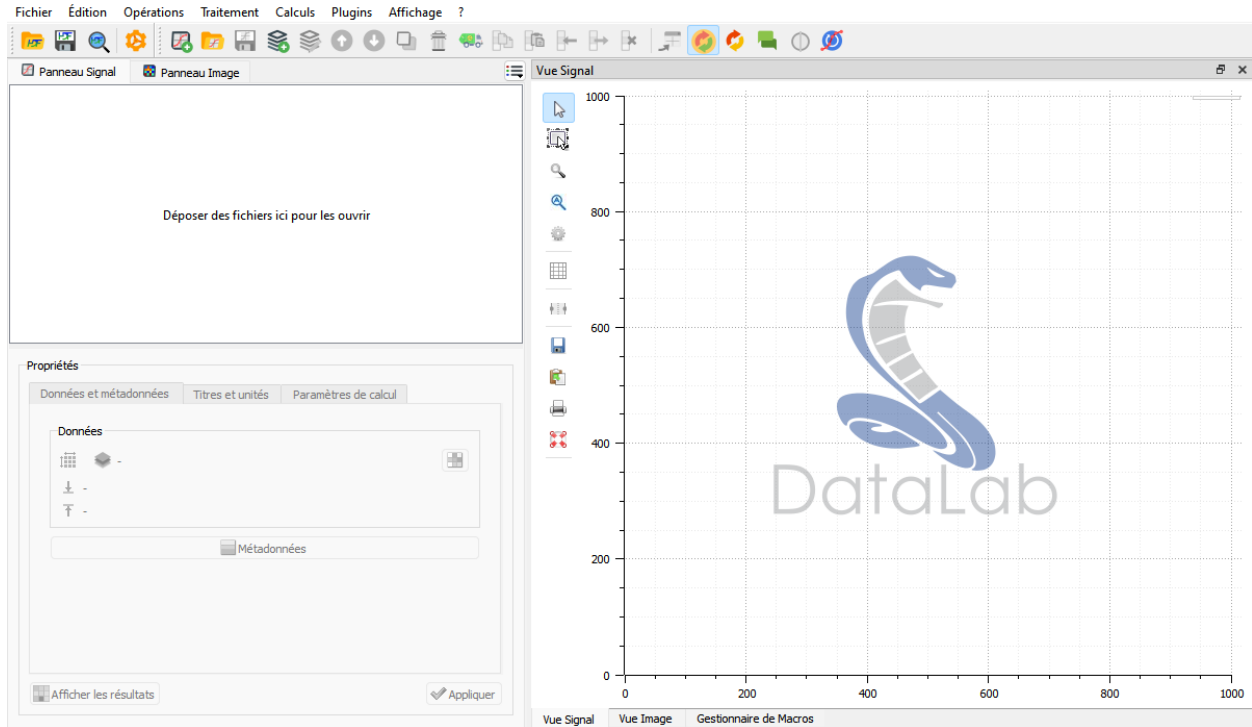 Fichier Édition Opérations Traitement Calculs Plugins Affichage ?
Panneau Signal Panneau Image
Déposer des fichiers ici pour les ouvrir
Propriétés
Données et métadonnées Titres et unités Paramètres de calcul
Données
-
-
-
Métadonnées
Afficher les résultats Appliquer
Vue Signal
1000
800
600
400
200
0
0 200 400 600 800 1000
DataLab
Vue Signal Vue Image Gestionnaire de Macros